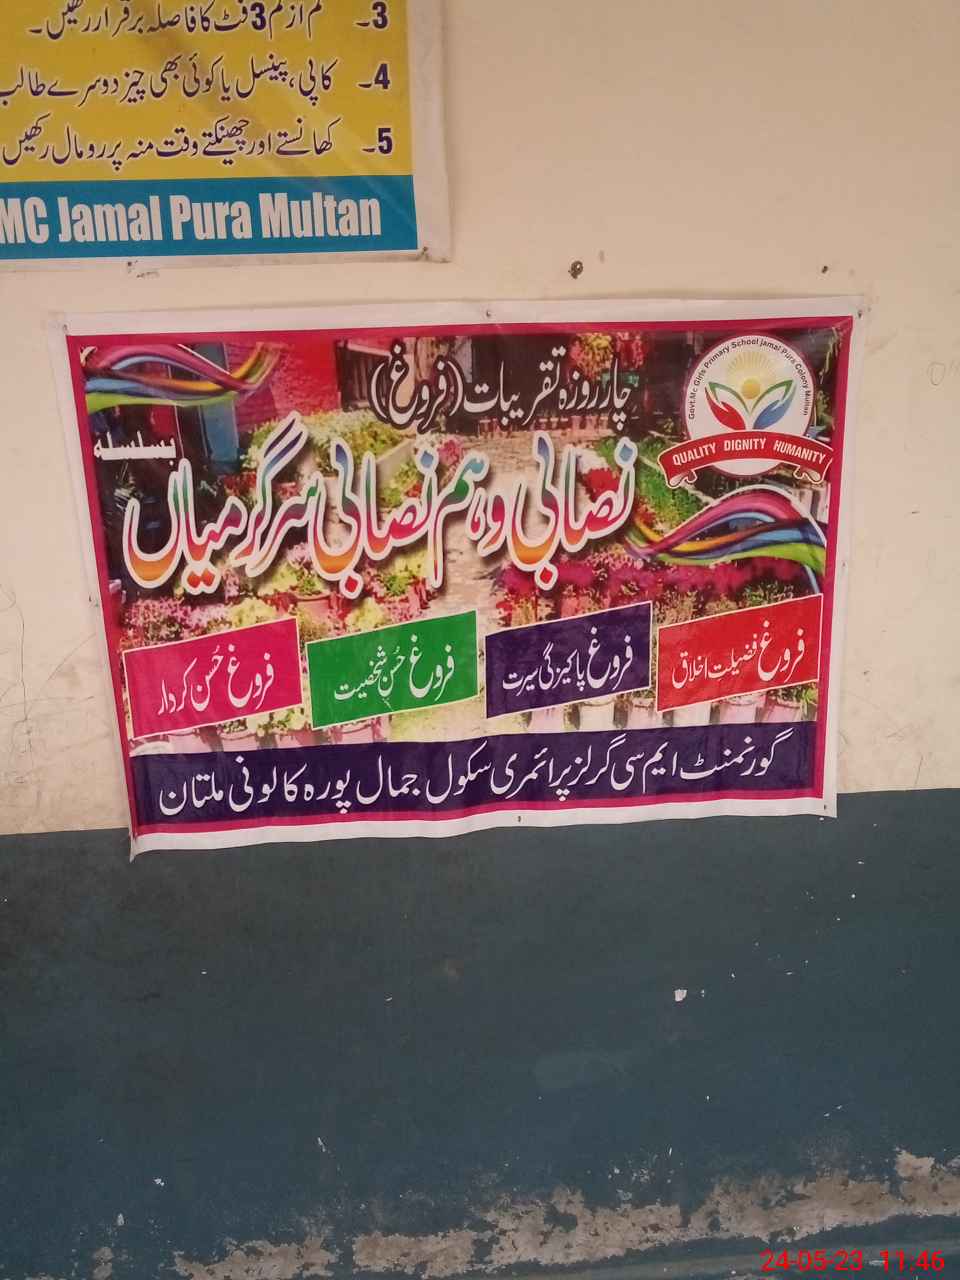 3۔ کم از کم 3 فٹ کا فاصلہ برقرار رکھیں۔
4۔ کاپی، پینسل یا کوئی بھی چیز دوسرے طالب
5۔ کھانستے اور چھینکتے وقت منہ پر رومال رکھیں
MC Jamal Pura Multan
Govt.Mc Girls Primary School jamal Pura Colony Multan
QUALITY DIGNITY HUMANITY
چار روزہ تقریبات (فروغ)
بسلسلہ
نصابی و ہم نصابی سرگرمیاں
فروغ فضیلت اخلاق
فروغ پاکیزگی سیرت
فروغ حُسن شخصیت
فروغ حُسن کردار
گورنمنٹ ایم سی گرلز پرائمری سکول جمال پورہ کالونی ملتان
24-05-23 11:46